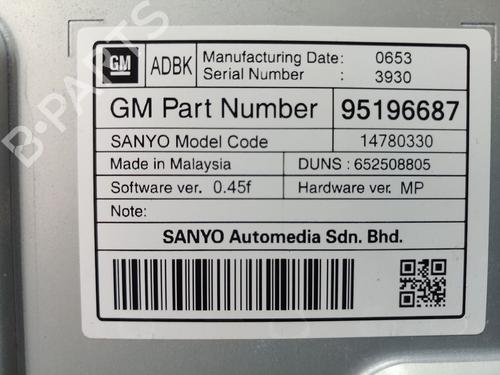 GM ADBK Manufacturing Date: 0653
Serial Number : 3930
GM Part Number 95196687
SANYO Model Code 14780330
Made in Malaysia DUNS : 652508805
Software ver. 0.45f Hardware ver. MP
Note:
SANYO Automedia Sdn. Bhd.
B-PARTS